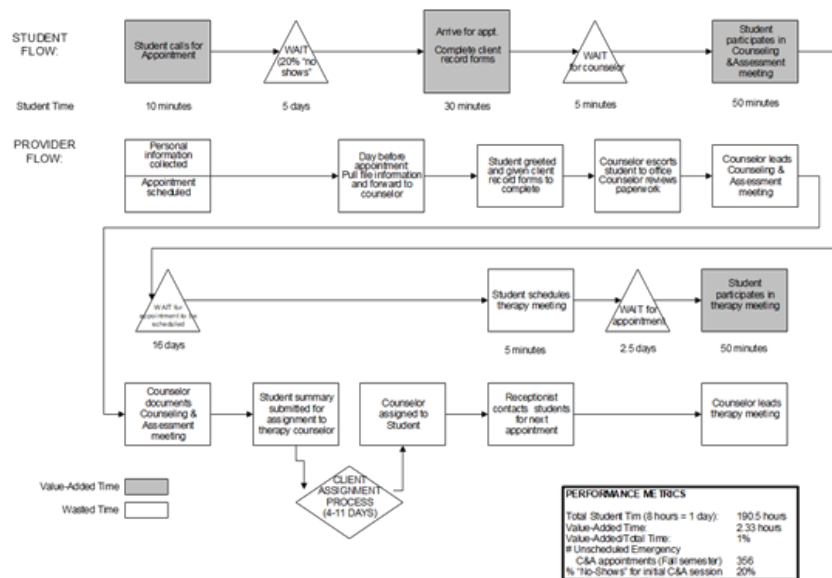 STUDENT
FLOW:
Student calls for
Appointment
WAIT
(20% "no
shows"
Arrive for appt.
Complete client
record forms
WAIT
for counselor
Student
participates in
Counseling
&Assessment
meeting
Student Time
10 minutes
5 days
30 minutes
5 minutes
50 minutes
PROVIDER
FLOW:
Personal
information
collected
Appointment
scheduled
Day before
appointment
Pull file information
and forward to
counselor
Student greeted
and given client
record forms to
complete
Counselor escorts
student to office
Counselor reviews
paperwork
Counselor leads
Counseling &
Assessment
meeting
WAIT for
appointment to be
scheduled
Student schedules
therapy meeting
WAIT for
appointment
Student
participates in
therapy meeting
16 days
5 minutes
2.5 days
50 minutes
Counselor
documents
Counseling &
Assessment
meeting
Student summary
submitted for
assignment to
therapy counselor
Counselor
assigned to
Student
Receptionist
contacts students
for next
appointment
Counselor leads
therapy meeting
CLIENT
ASSIGNMENT
PROCESS
(4-11 DAYS)
Value-Added Time
Wasted Time
PERFORMANCE METRICS
Total Student Tim (8 hours = 1 day): 190.5 hours
Value-Added Time: 2.33 hours
Value-Added/Total Time: 1%
# Unscheduled Emergency
C&A appointments (Fall semester) 356
% "No-Shows" for initial C&A session 20%